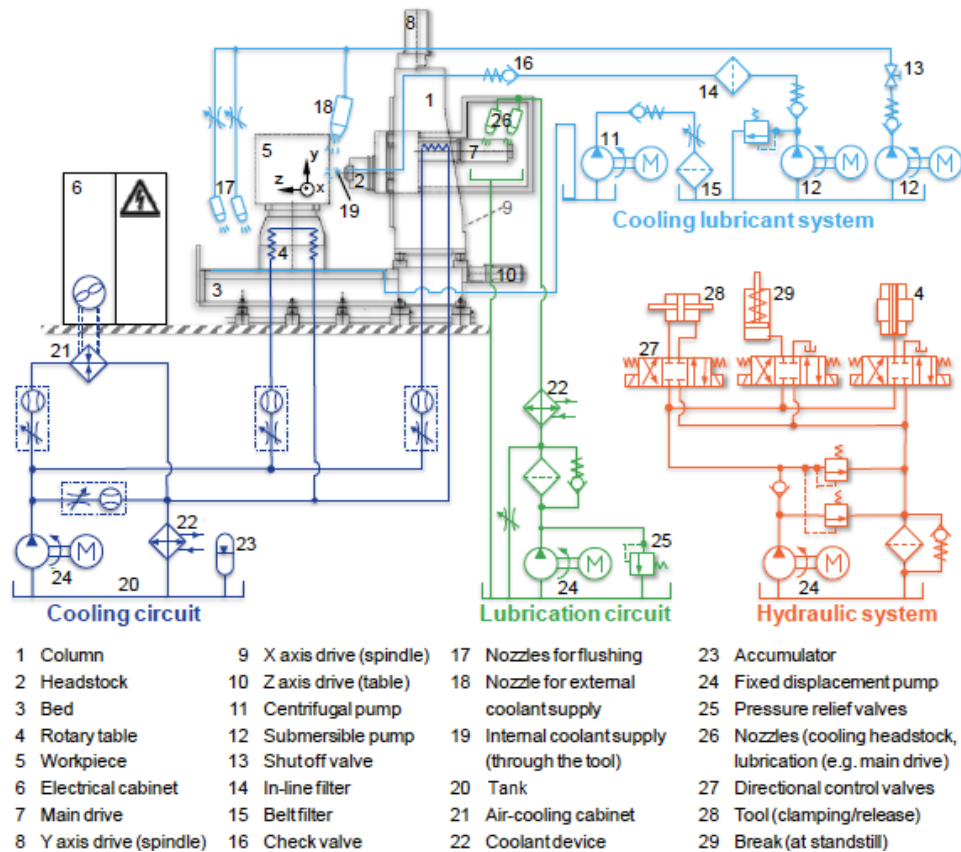 8
16
13
1
18
14
26
5
11
M
M
M
7
y
6
z
x
2
17
15
12
12
19
9
Cooling lubricant system
4
10
3
28
29
4
21
27
22
22
23
25
M
M
M
24
20
24
24
Cooling circuit
Lubrication circuit
Hydraulic system
1 Column
2 Headstock
3 Bed
4 Rotary table
5 Workpiece
6 Electrical cabinet
7 Main drive
8 Y axis drive (spindle)
9 X axis drive (spindle)
10 Z axis drive (table)
11 Centrifugal pump
12 Submersible pump
13 Shut off valve
14 In-line filter
15 Belt filter
16 Check valve
17 Nozzles for flushing
18 Nozzle for external
coolant supply
19 Internal coolant supply
(through the tool)
20 Tank
21 Air-cooling cabinet
22 Coolant device
23 Accumulator
24 Fixed displacement pump
25 Pressure relief valves
26 Nozzles (cooling headstock,
lubrication (e.g. main drive)
27 Directional control valves
28 Tool (clamping/release)
29 Break (at standstill)